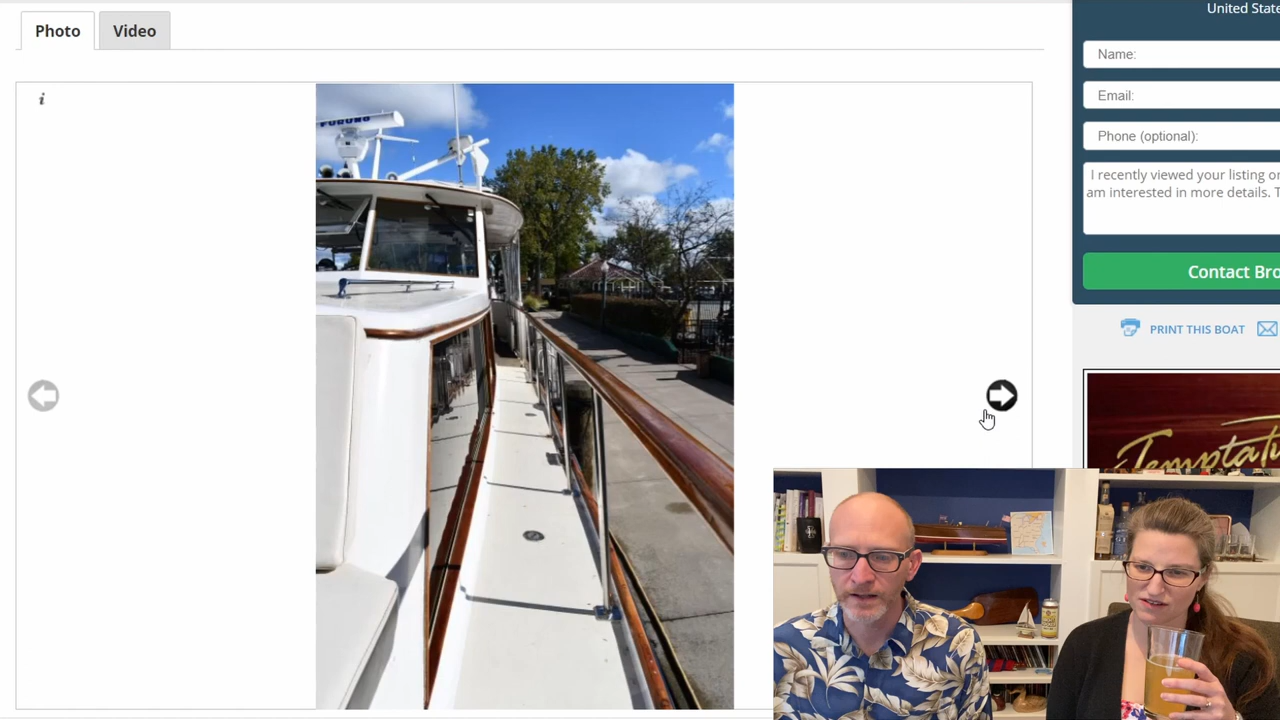 United State
Photo
Video
i
Name:
Email:
Phone (optional):
I recently viewed your listing or
am interested in more details. T
Contact Bro
PRINT THIS BOAT
FURUNO
Temptati